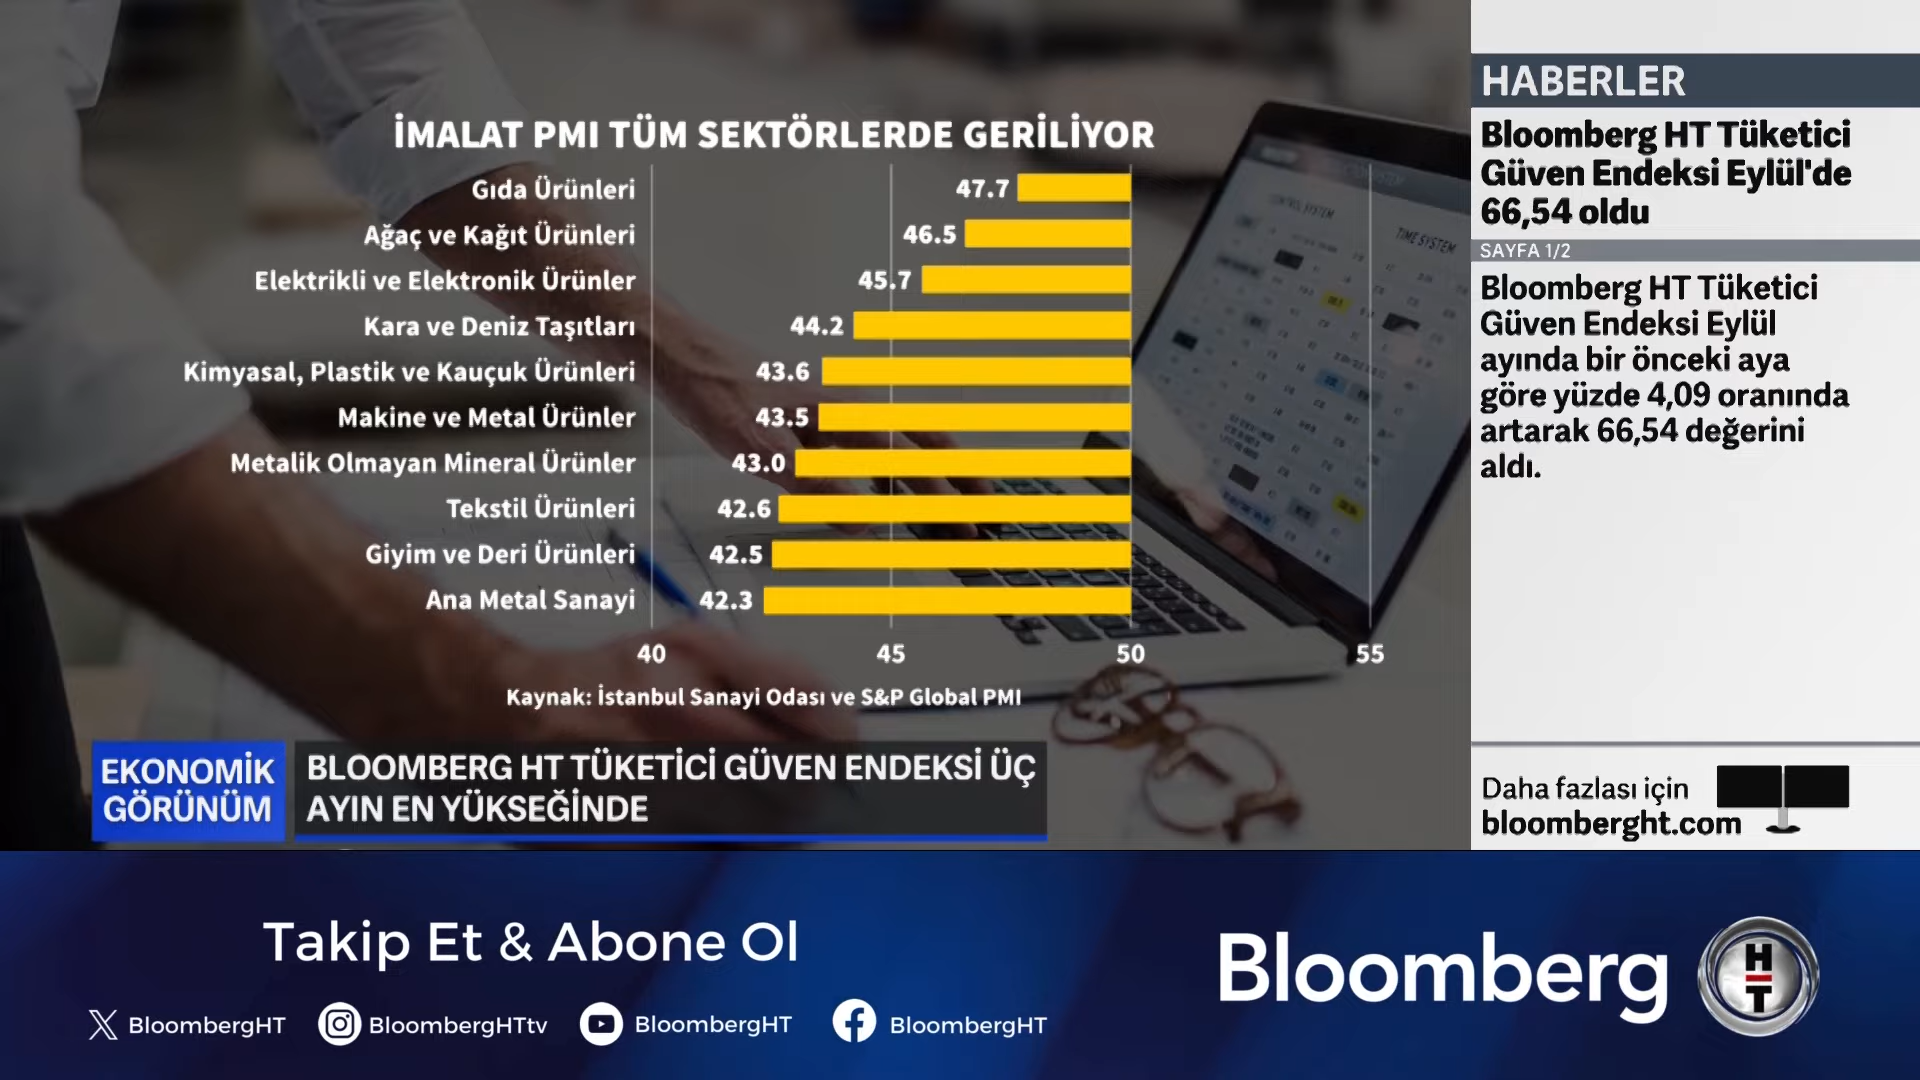 İMALAT PMI TÜM SEKTÖRLERDE GERİLİYOR
Gıda Ürünleri 47.7
Ağaç ve Kağıt Ürünleri 46.5
Elektrikli ve Elektronik Ürünler 45.7
Kara ve Deniz Taşıtları 44.2
Kimyasal, Plastik ve Kauçuk Ürünleri 43.6
Makine ve Metal Ürünler 43.5
Metalik Olmayan Mineral Ürünler 43.0
Tekstil Ürünleri 42.6
Giyim ve Deri Ürünleri 42.5
Ana Metal Sanayi 42.3
40 45 50 55
Kaynak: İstanbul Sanayi Odası ve S&P Global PMI
CONTROL SYSTEM
TIME SYSTEM
EKONOMİK
GÖRÜNÜM
BLOOMBERG HT TÜKETİCİ GÜVEN ENDEKSİ ÜÇ
AYIN EN YÜKSEĞİNDE
HABERLER
Bloomberg HT Tüketici
Güven Endeksi Eylül'de
66,54 oldu
SAYFA 1/2
Bloomberg HT Tüketici
Güven Endeksi Eylül
ayında bir önceki aya
göre yüzde 4,09 oranında
artarak 66,54 değerini
aldı.
Daha fazlası için
bloomberght.com
Takip Et & Abone Ol
BloombergHT BloombergHTtv BloombergHT BloombergHT
Bloomberg HT